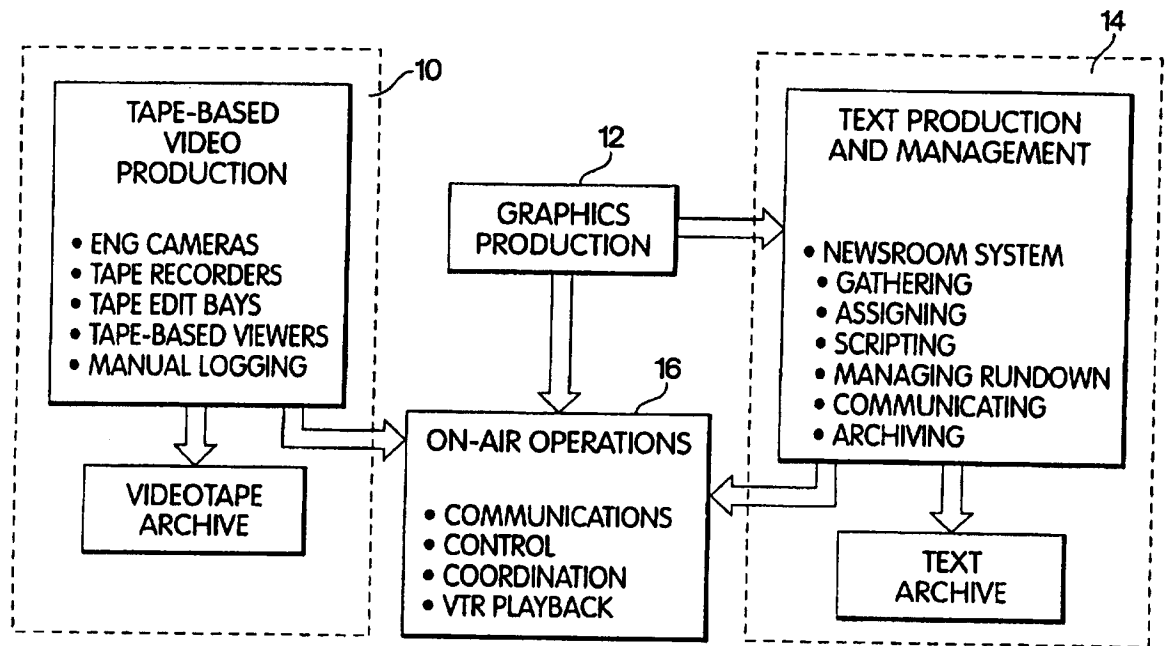 10
TAPE-BASED
VIDEO
PRODUCTION
• ENG CAMERAS
• TAPE RECORDERS
• TAPE EDIT BAYS
• TAPE-BASED VIEWERS
• MANUAL LOGGING
VIDEOTAPE
ARCHIVE
12
GRAPHICS
PRODUCTION
16
ON-AIR OPERATIONS
• COMMUNICATIONS
• CONTROL
• COORDINATION
• VTR PLAYBACK
14
TEXT PRODUCTION
AND MANAGEMENT
• NEWSROOM SYSTEM
• GATHERING
• ASSIGNING
• SCRIPTING
• MANAGING RUNDOWN
• COMMUNICATING
• ARCHIVING
TEXT
ARCHIVE